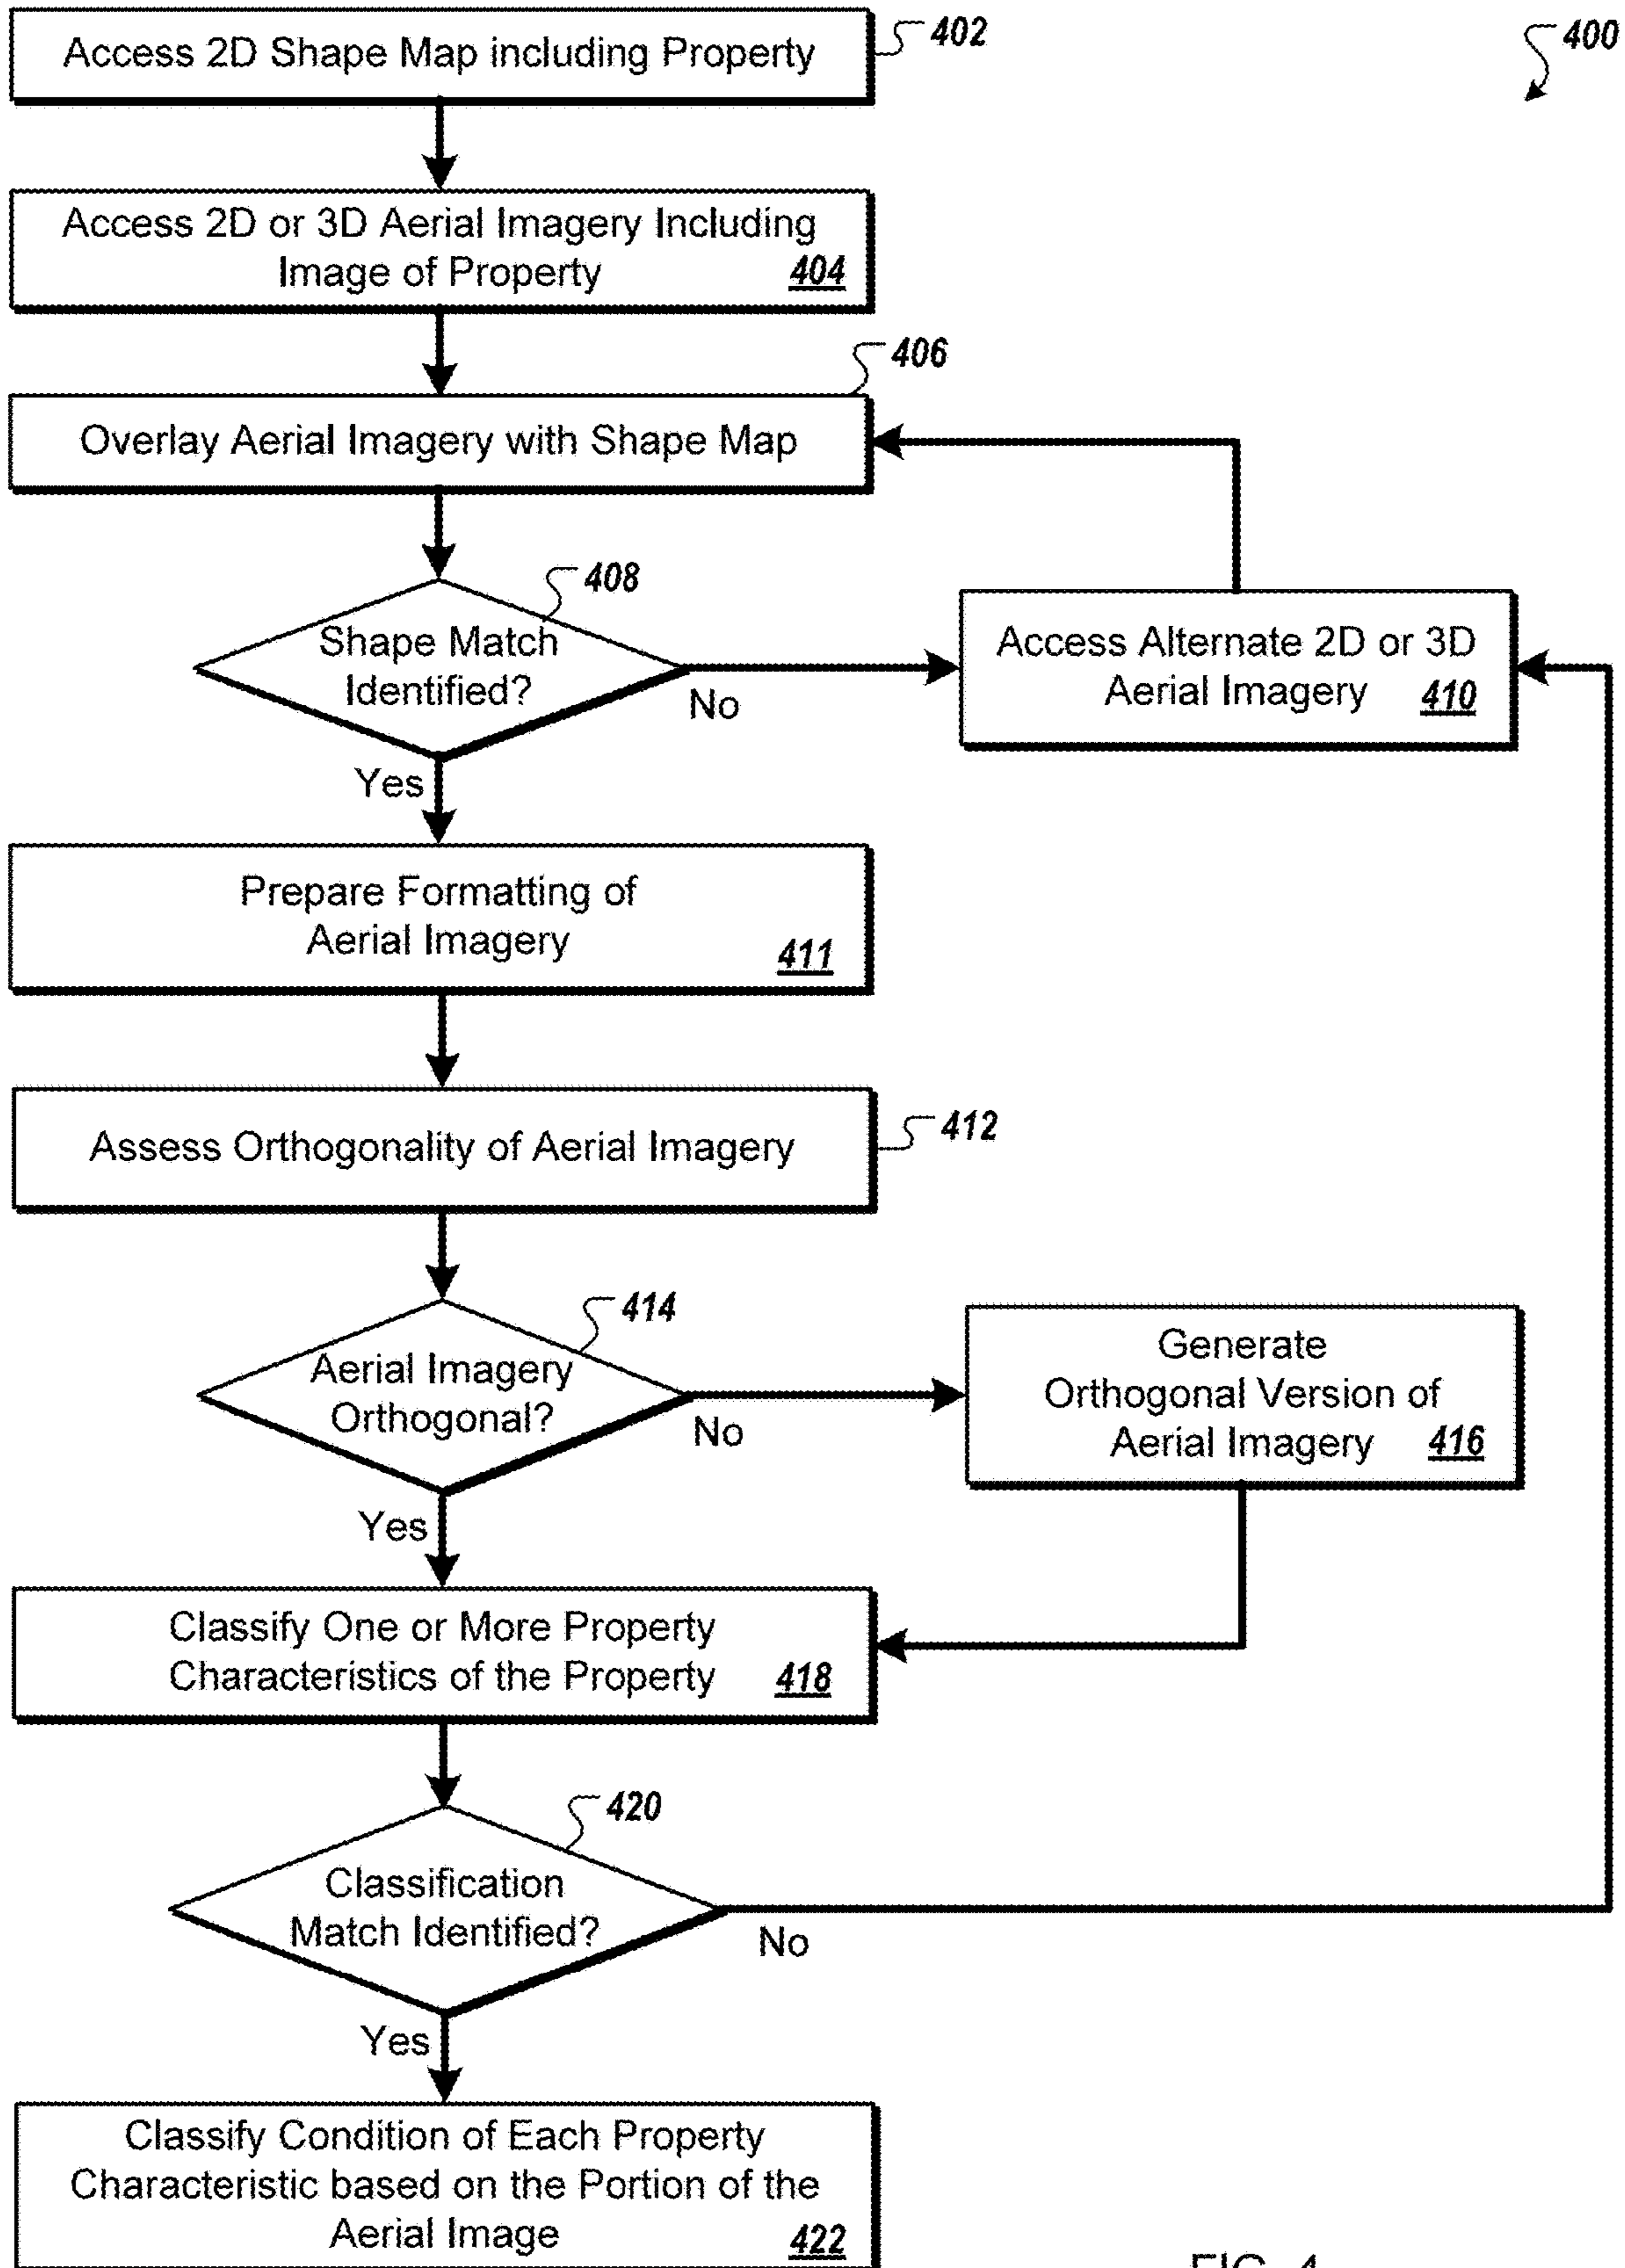 Access 2D Shape Map including Property
402
400
Access 2D or 3D Aerial Imagery Including
Image of Property 404
406
Overlay Aerial Imagery with Shape Map
408
Shape Match
Identified?
No
Access Alternate 2D or 3D
Aerial Imagery 410
Yes
Prepare Formatting of
Aerial Imagery
411
Assess Orthogonality of Aerial Imagery
412
414
Aerial Imagery
Orthogonal?
No
Generate
Orthogonal Version of
Aerial Imagery 416
Yes
Classify One or More Property
Characteristics of the Property 418
420
Classification
Match Identified?
No
Yes
Classify Condition of Each Property
Characteristic based on the Portion of the
Aerial Image 422
FIG. 4